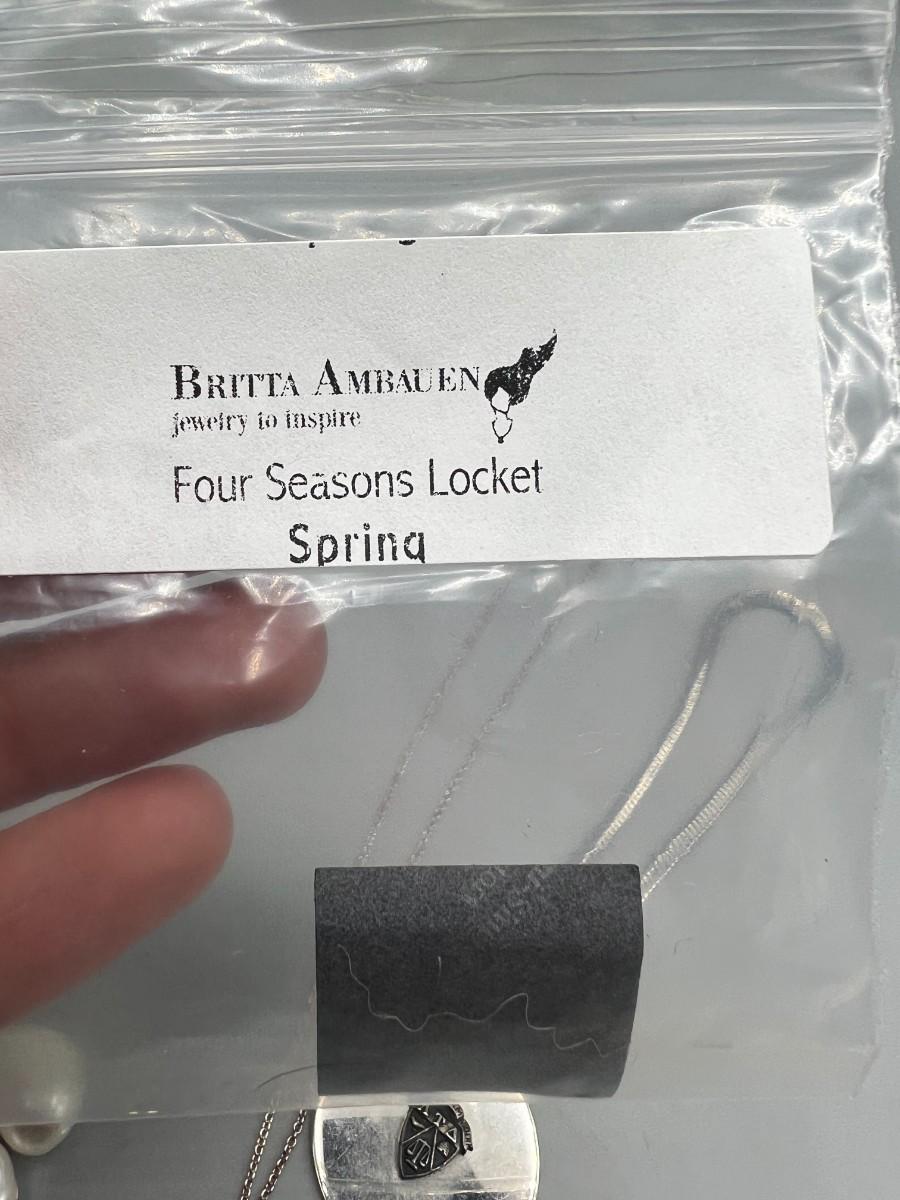 BRITTA AMBAUEN
jewelry to inspire
Four Seasons Locket
Spring